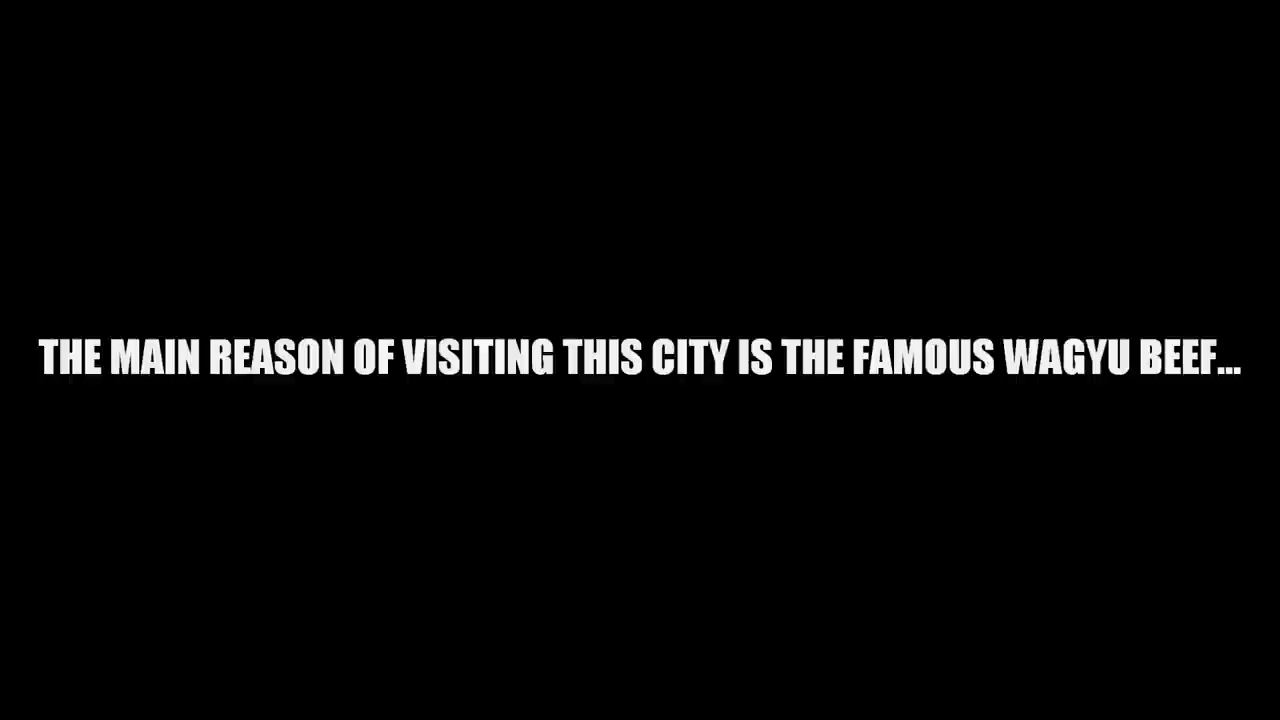 THE MAIN REASON OF VISITING THIS CITY IS THE FAMOUS WAGYU BEEF...